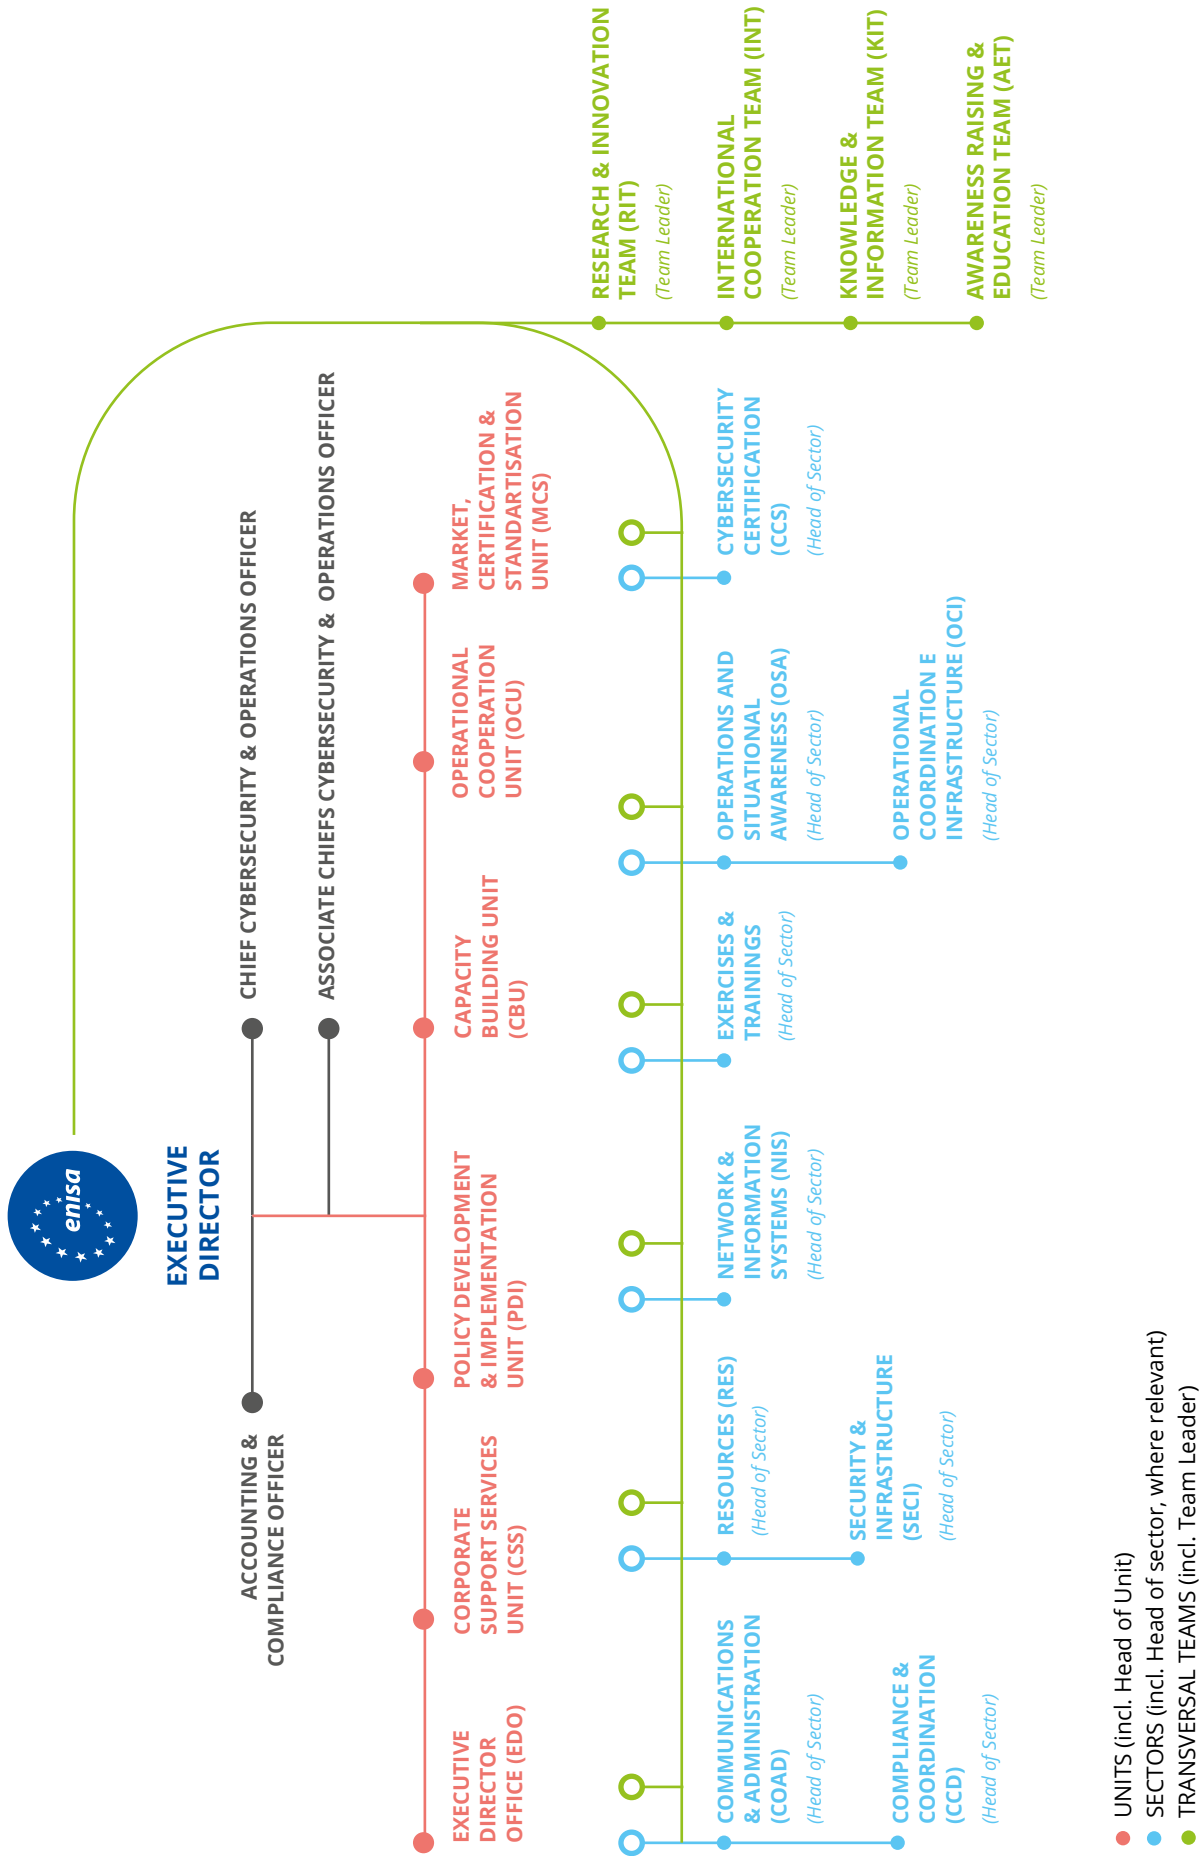 enisa
EXECUTIVE
DIRECTOR
ACCOUNTING &
COMPLIANCE OFFICER
CHIEF CYBERSECURITY & OPERATIONS OFFICER
ASSOCIATE CHIEFS CYBERSECURITY & OPERATIONS OFFICER
EXECUTIVE
DIRECTOR
OFFICE (EDO)
CORPORATE
SUPPORT SERVICES
UNIT (CSS)
POLICY DEVELOPMENT
& IMPLEMENTATION
UNIT (PDI)
CAPACITY
BUILDING UNIT
(CBU)
OPERATIONAL
COOPERATION
UNIT (OCU)
MARKET,
CERTIFICATION &
STANDARTISATION
UNIT (MCS)
COMMUNICATIONS
& ADMINISTRATION
(COAD)
(Head of Sector)
COMPLIANCE &
COORDINATION
(CCD)
(Head of Sector)
RESOURCES (RES)
(Head of Sector)
SECURITY &
INFRASTRUCTURE
(SECI)
(Head of Sector)
NETWORK &
INFORMATION
SYSTEMS (NIS)
(Head of Sector)
EXERCISES &
TRAININGS
(Head of Sector)
OPERATIONS AND
SITUATIONAL
AWARENESS (OSA)
(Head of Sector)
OPERATIONAL
COORDINATION E
INFRASTRUCTURE (OCI)
(Head of Sector)
CYBERSECURITY
CERTIFICATION
(CCS)
(Head of Sector)
RESEARCH & INNOVATION
TEAM (RIT)
(Team Leader)
INTERNATIONAL
COOPERATION TEAM (INT)
(Team Leader)
KNOWLEDGE &
INFORMATION TEAM (KIT)
(Team Leader)
AWARENESS RAISING &
EDUCATION TEAM (AET)
(Team Leader)
UNITS (incl. Head of Unit)
SECTORS (incl. Head of sector, where relevant)
TRANSVERSAL TEAMS (incl. Team Leader)